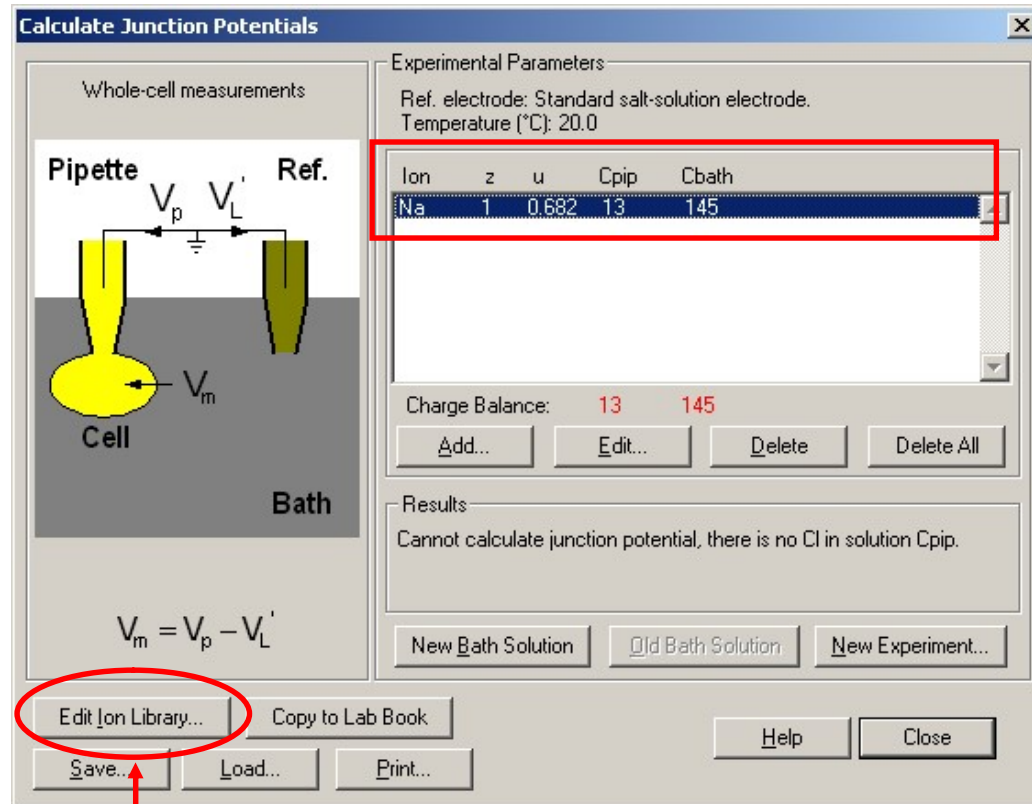 Calculate Junction Potentials
Whole-cell measurements
Pipette
Ref.
Vp VL'
Vm
Cell
Bath
Vm = Vp − VL'
Experimental Parameters
Ref. electrode: Standard salt-solution electrode.
Temperature (°C): 20.0
Ion z u Cpip Cbath
Na 1 0.682 13 145
Charge Balance: 13 145
Add... Edit... Delete Delete All
Results
Cannot calculate junction potential, there is no Cl in solution Cpip.
New Bath Solution Old Bath Solution New Experiment...
Edit Ion Library... Copy to Lab Book
Help Close
Save... Load... Print...